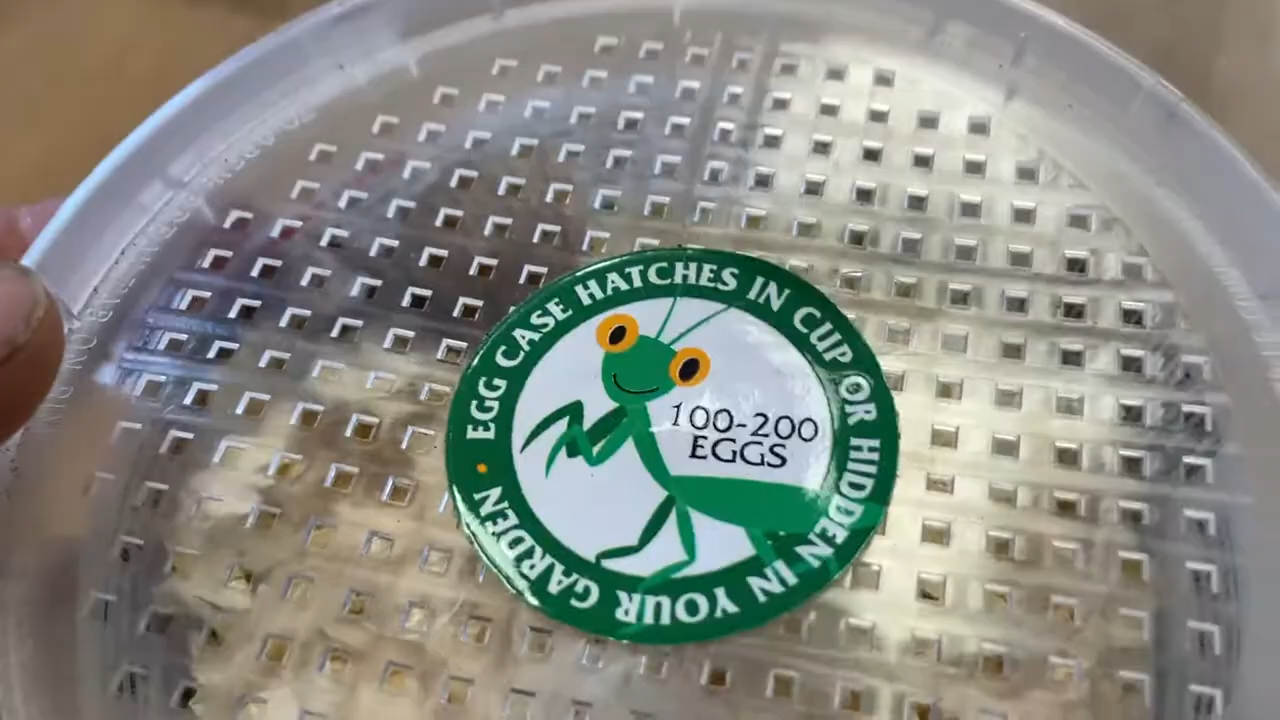 EGG CASE HATCHES IN CUP OR HIDDEN IN YOUR GARDEN •
100-200
EGGS